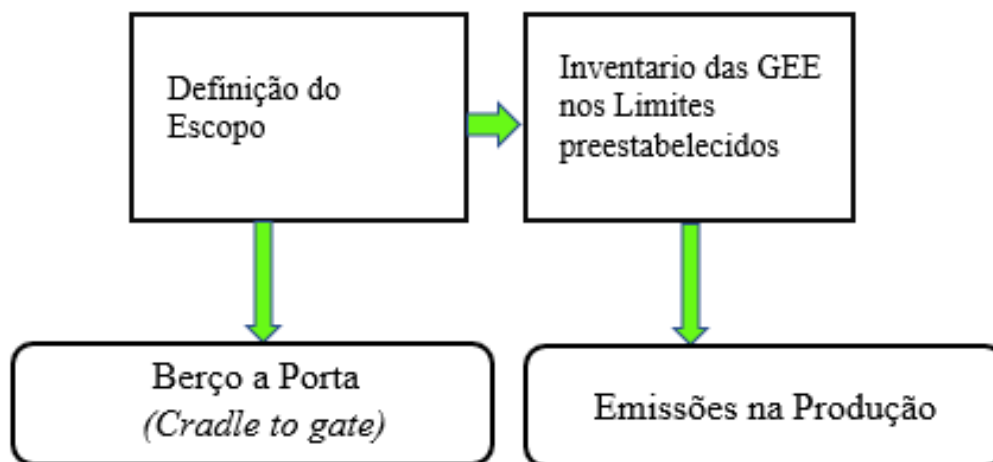 Definição do
Escopo
Inventario das GEE
nos Limites
preestabelecidos
Berço a Porta
(Cradle to gate)
Emissões na Produção